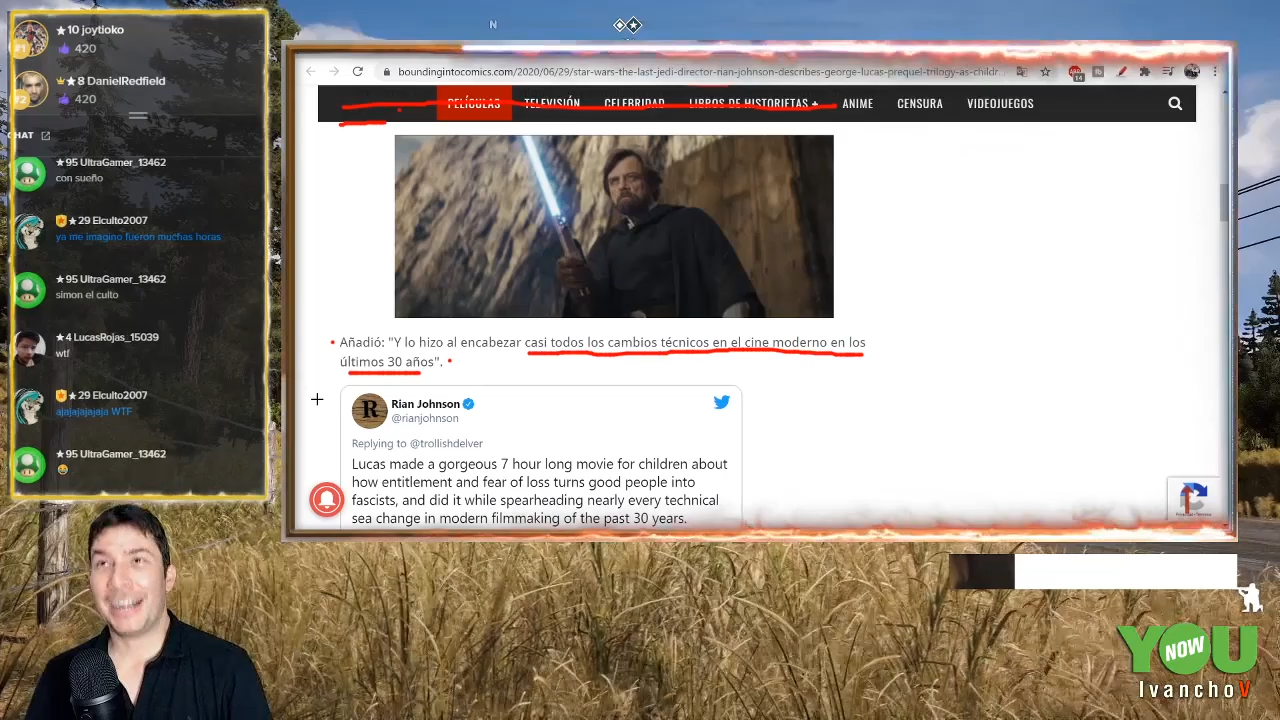 #1
★10 joytioko
420
#2
★8 DanielRedfield
420
CHAT
★95 UltraGamer_13462
con sueño
★29 Elculto2007
ya me imagino fueron muchas horas
★95 UltraGamer_13462
simon el culto
★4 LucasRojas_15039
wtf
★29 Elculto2007
ajajajajajaja WTF
★95 UltraGamer_13462
N
boundingintocomics.com/2020/06/29/star-wars-the-last-jedi-director-rian-johnson-describes-george-lucas-prequel-trilogy-as-childr...
14
PELÍCULAS TELEVISIÓN CELEBRIDAD LIBROS DE HISTORIETAS + ANIME CENSURA VIDEOJUEGOS
Añadió: "Y lo hizo al encabezar casi todos los cambios técnicos en el cine moderno en los
últimos 30 años".
R
Rian Johnson
@rianjohnson
Replying to @trollishdelver
Lucas made a gorgeous 7 hour long movie for children about
how entitlement and fear of loss turns good people into
fascists, and did it while spearheading nearly every technical
sea change in modern filmmaking of the past 30 years.
YOU
NOW
IvanchoV